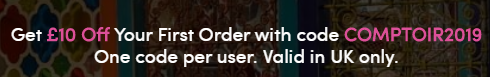 Get £10 Off Your First Order with code COMPTOIR2019
One code per user. Valid in UK only.